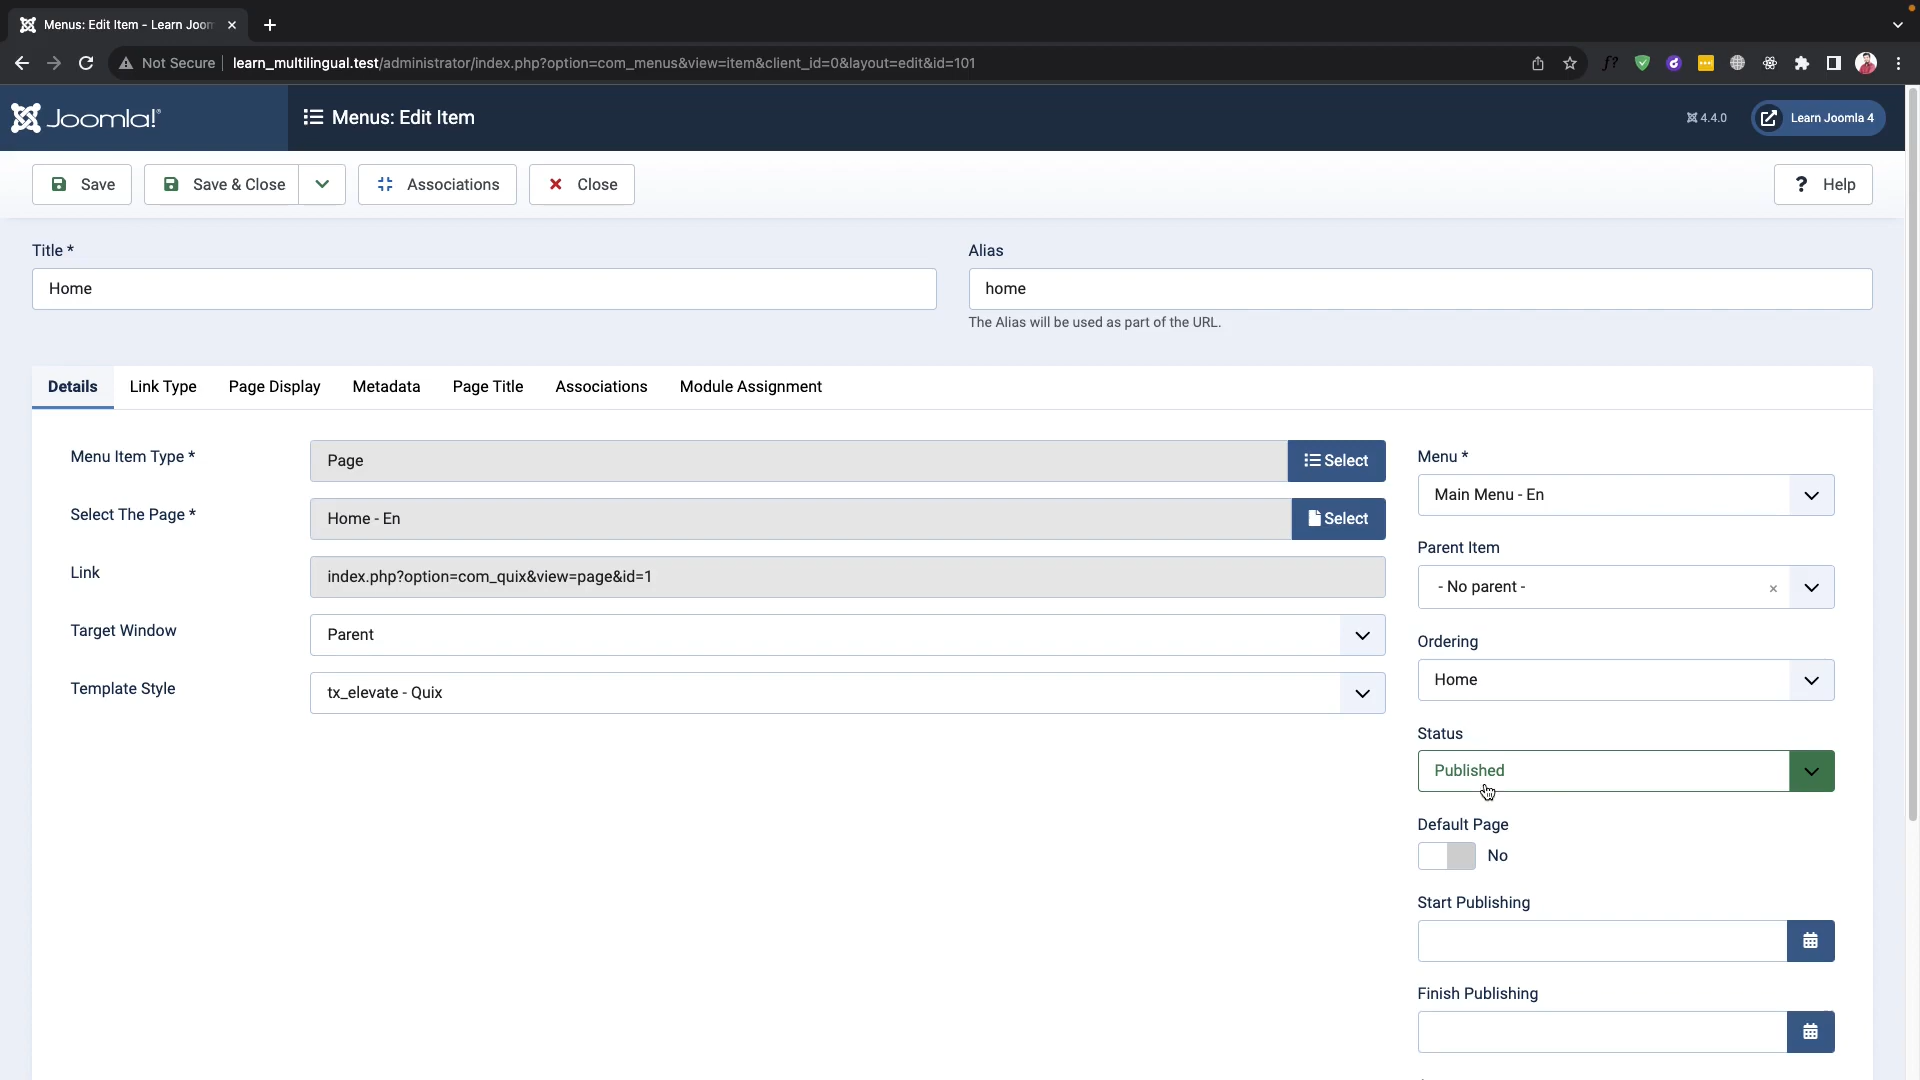 Menus: Edit Item - Learn Joom
Not Secure learn_multilingual.test/administrator/index.php?option=com_menus&view=item&client_id=0&layout=edit&id=101
Joomla!
Menus: Edit Item
4.4.0
Learn Joomla 4
Save
Save & Close
Associations
Close
? Help
Title *
Alias
Home
home
The Alias will be used as part of the URL.
Details Link Type Page Display Metadata Page Title Associations Module Assignment
Menu Item Type *
Page
Select
Select The Page *
Home - En
Select
Link
index.php?option=com_quix&view=page&id=1
Target Window
Parent
Template Style
tx_elevate - Quix
Menu *
Main Menu - En
Parent Item
- No parent -
Ordering
Home
Status
Published
Default Page
No
Start Publishing
Finish Publishing